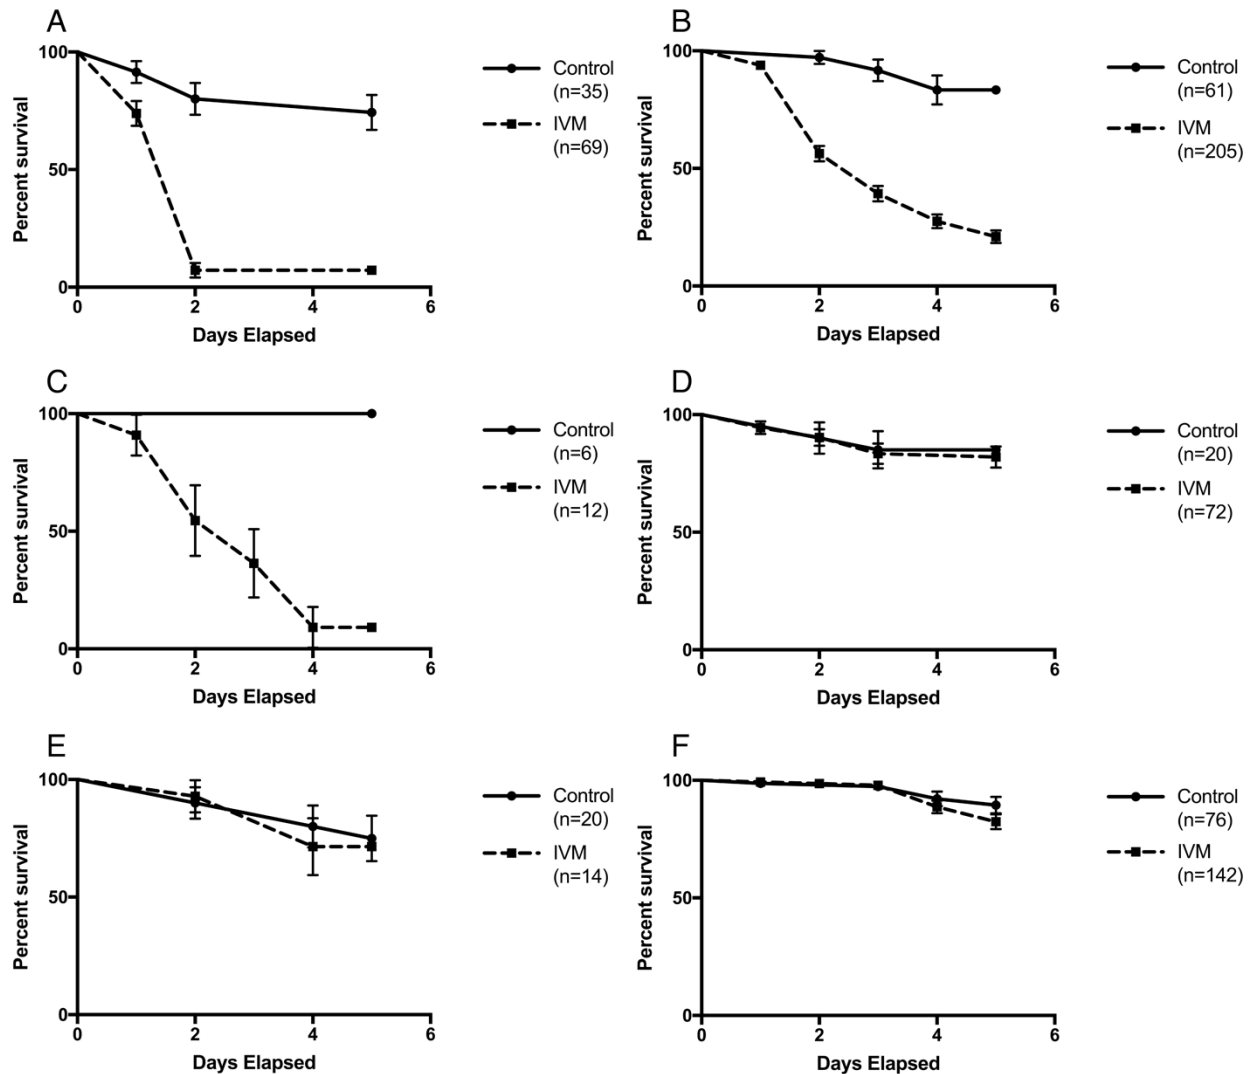 A
100
50
0
Percent survival
0 2 4 6
Days Elapsed
Control
(n=35)
IVM
(n=69)
B
100
50
0
Percent survival
0 2 4 6
Days Elapsed
Control
(n=61)
IVM
(n=205)
C
100
50
0
Percent survival
0 2 4 6
Days Elapsed
Control
(n=6)
IVM
(n=12)
D
100
50
0
Percent survival
0 2 4 6
Days Elapsed
Control
(n=20)
IVM
(n=72)
E
100
50
0
Percent survival
0 2 4 6
Days Elapsed
Control
(n=20)
IVM
(n=14)
F
100
50
0
Percent survival
0 2 4 6
Days Elapsed
Control
(n=76)
IVM
(n=142)